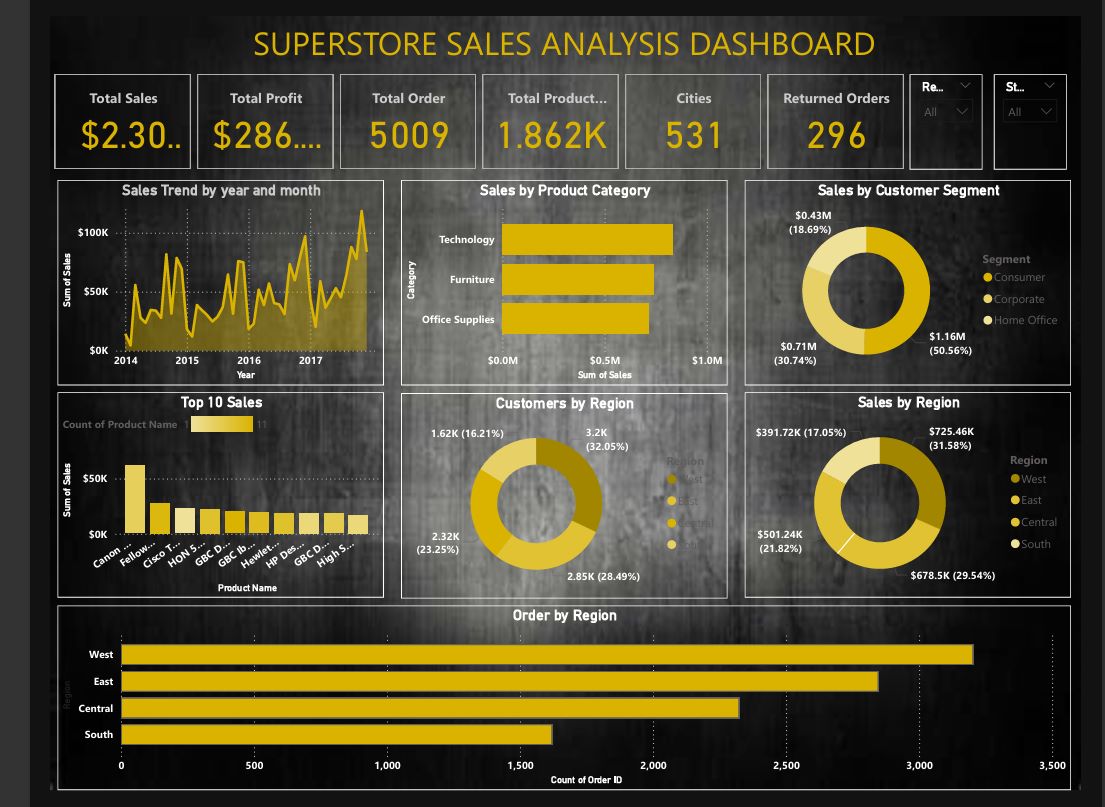 SUPERSTORE SALES ANALYSIS DASHBOARD
Total Sales
$2.30..
Total Profit
$286....
Total Order
5009
Total Product...
1.862K
Cities
531
Returned Orders
296
Re...
All
St...
All
Sales Trend by year and month
Sum of Sales
$100K
$50K
$0K
2014 2015 2016 2017
Year
Sales by Product Category
Category
Technology
Furniture
Office Supplies
$0.0M $0.5M $1.0M
Sum of Sales
Sales by Customer Segment
$0.43M
(18.69%)
$0.71M
(30.74%)
$1.16M
(50.56%)
Segment
Consumer
Corporate
Home Office
Top 10 Sales
Count of Product Name 1 11
Sum of Sales
$50K
$0K
Canon ...
Fellow...
Cisco T...
HON 5...
GBC D...
GBC Ib...
Hewlet...
HP Des...
GBC D...
High S...
Product Name
Customers by Region
1.62K (16.21%)
3.2K
(32.05%)
2.32K
(23.25%)
2.85K (28.49%)
Region
West
East
Central
South
Sales by Region
$391.72K (17.05%)
$725.46K
(31.58%)
$501.24K
(21.82%)
$678.5K (29.54%)
Region
West
East
Central
South
Order by Region
Region
West
East
Central
South
0 500 1,000 1,500 2,000 2,500 3,000 3,500
Count of Order ID